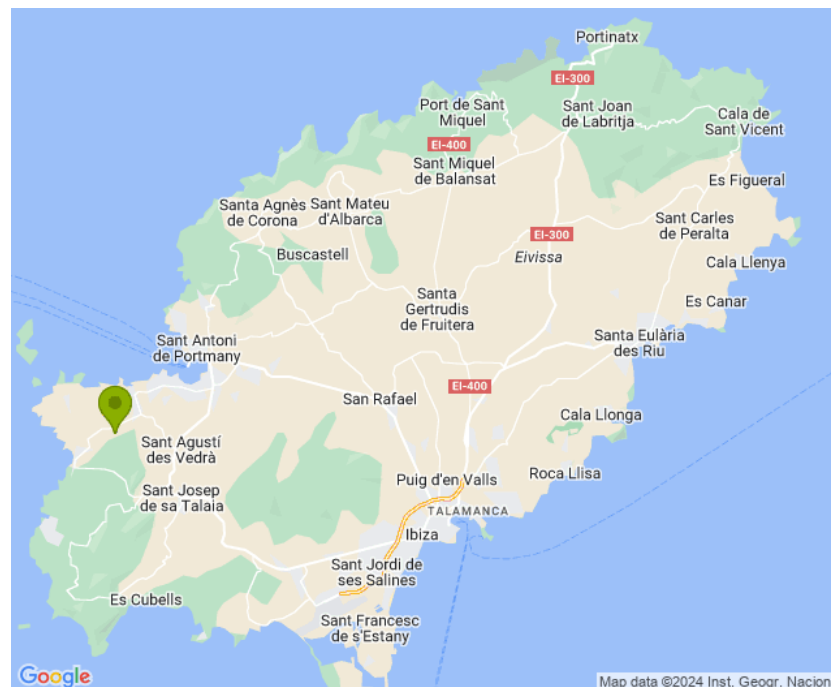 Portinatx
EI-300
Port de Sant
Miquel
Sant Joan
de Labritja
Cala de
Sant Vicent
EI-400
Sant Miquel
de Balansat
Es Figueral
Santa Agnès
de Corona
Sant Mateu
d'Albarca
Sant Carles
de Peralta
EI-300
Buscastell
Eivissa
Cala Llenya
Santa
Gertrudis
de Fruitera
Es Canar
Sant Antoni
de Portmany
Santa Eulària
des Riu
EI-400
San Rafael
Cala Llonga
Sant Agustí
des Vedrà
Roca Llisa
Puig d'en Valls
Sant Josep
de sa Talaia
TALAMANCA
Ibiza
Sant Jordi de
ses Salines
Es Cubells
Sant Francesc
de s'Estany
Google
Map data ©2024 Inst. Geogr. Nacion